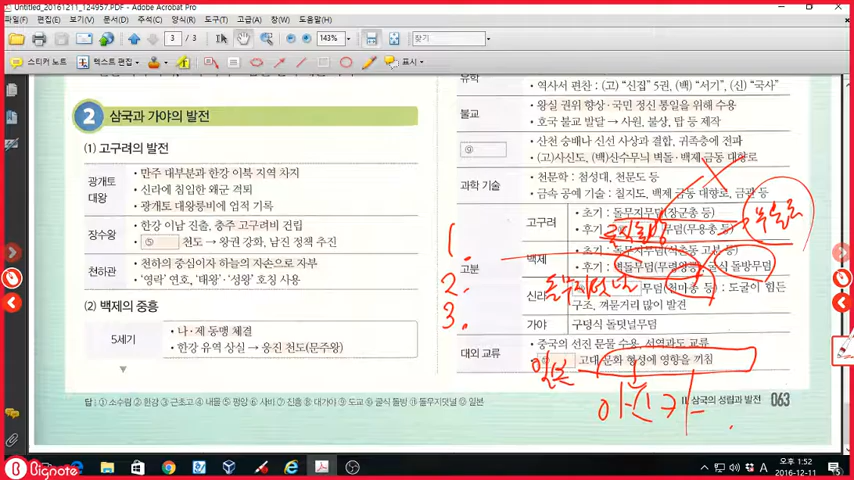 Untitled_20161211_124957.PDF - Adobe Acrobat Pro
파일(F) 편집(E) 보기(V) 문서(D) 주석(C) 양식(R) 도구(T) 고급(A) 창(W) 도움말(H)
3 / 3 143% 찾기
스티커 노트 텍스트 편집 표시
2 삼국과 가야의 발전
(1) 고구려의 발전
광개토 대왕
• 만주 대부분과 한강 이북 지역 차지
• 신라에 침입한 왜군 격퇴
• 광개토 대왕릉비에 업적 기록
장수왕
• 한강 이남 진출, 충주 고구려비 건립
• ⑤ 천도 → 왕권 강화, 남진 정책 추진
천하관
• 천하의 중심이자 하늘의 자손으로 자부
• '영락' 연호, '태왕' · '성왕' 호칭 사용
(2) 백제의 중흥
5세기
• 나·제 동맹 체결
• 한강 유역 상실 → 웅진 천도(문주왕)
유학
• 역사서 편찬 : (고) "신집" 5권, (백) "서기", (신) "국사"
불교
• 왕실 권위 향상·국민 정신 통일을 위해 수용
• 호국 불교 발달 → 사원, 불상, 탑 등 제작
⑨
• 산천 숭배나 신선 사상과 결합, 귀족층에 전파
• (고)사신도, (백)산수무늬 벽돌·백제 금동 대향로
과학 기술
• 천문학 : 첨성대, 천문도 등
• 금속 공예 기술 : 칠지도, 백제 금동 대향로, 금관 등
고분
고구려
• 초기 : 돌무지무덤(장군총 등)
• 후기 : 무덤(무용총 등)
굴식돌방
백제
• 초기 : 돌무지무덤(석촌동 고분 등)
• 후기 : 벽돌무덤(무령왕릉), 굴식 돌방무덤
신라
돌무지덧널
무덤(천마총 등) : 도굴이 힘든 구조, 껴묻거리 많이 발견
가야
구덩식 돌덧널무덤
1.
2.
3.
대외 교류
• 중국의 선진 문물 수용, 서역과도 교류
• 고대 문화 형성에 영향을 끼침
일본
답 : ① 소수림 ② 한강 ③ 근초고 ④ 내물 ⑤ 평양 ⑥ 사비 ⑦ 진흥 ⑧ 대가야 ⑨ 도교 ⑩ 굴식 돌방 ⑪ 돌무지덧널 ⑫ 일본
II. 삼국의 성립과 발전 063
Bignote
A 오후 1:52
2016-12-11